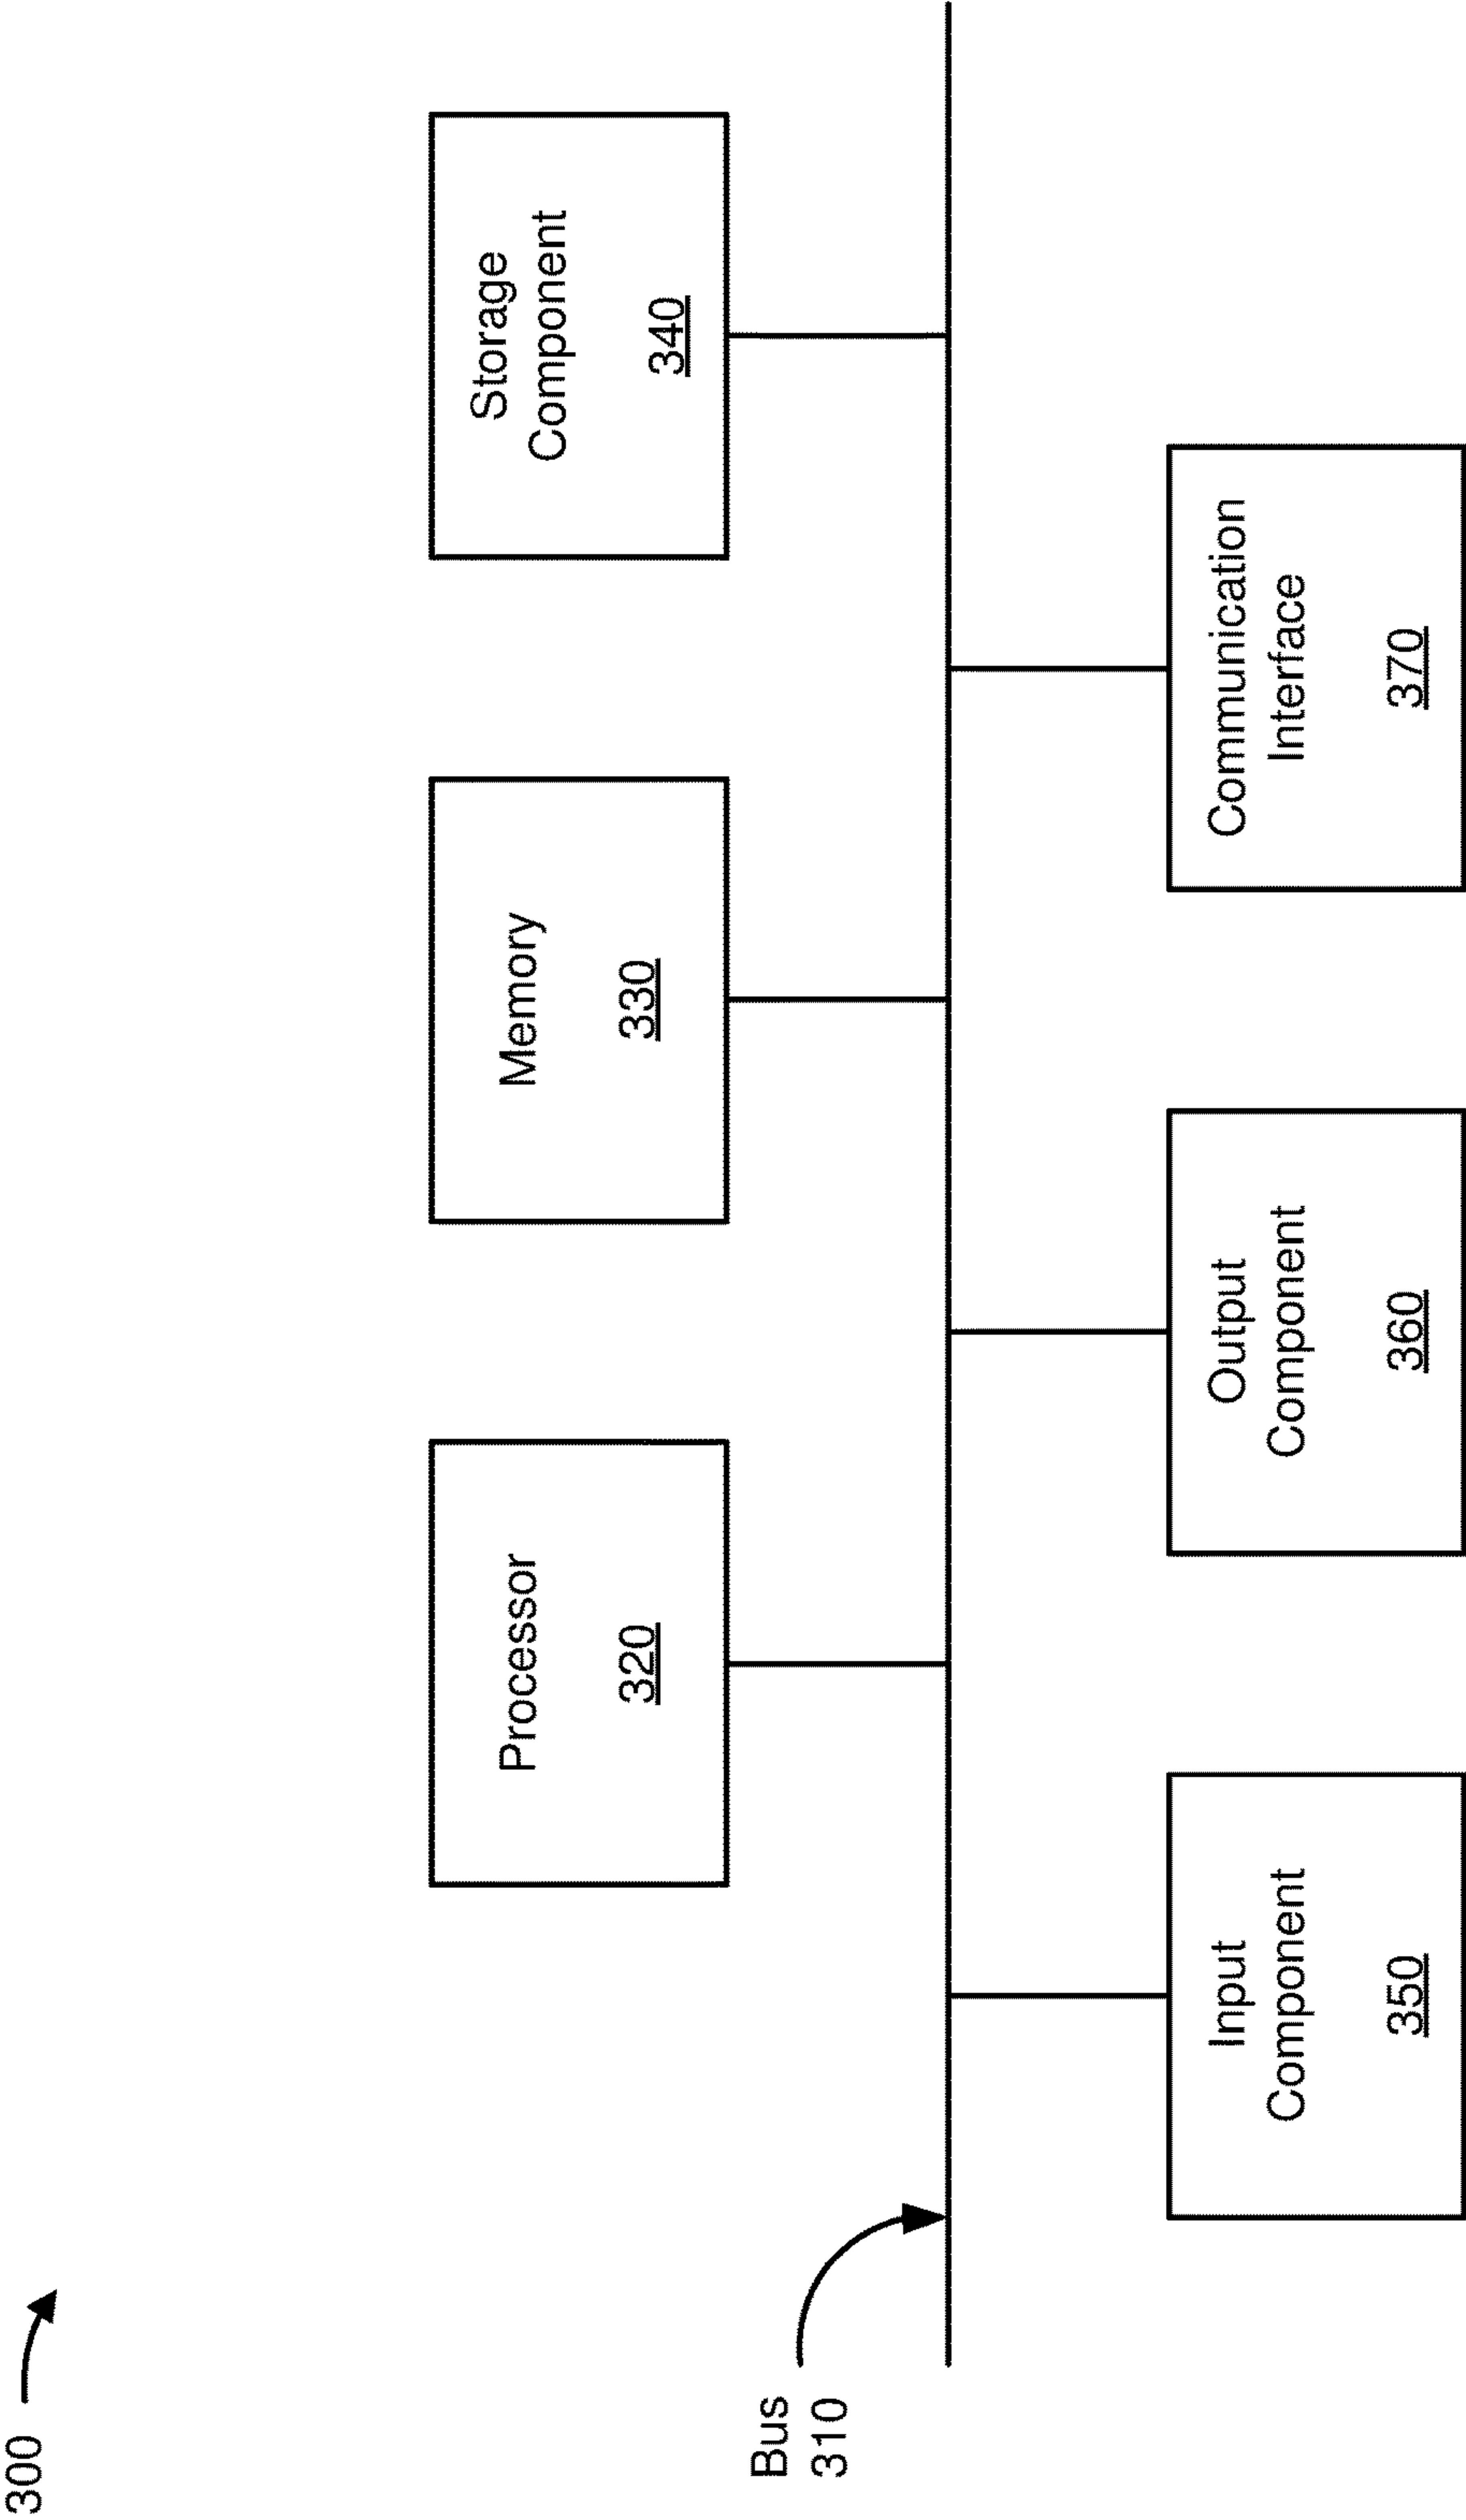 300
Processor
320
Memory
330
Storage
Component
340
Bus
310
Input
Component
350
Output
Component
360
Communication
Interface
370